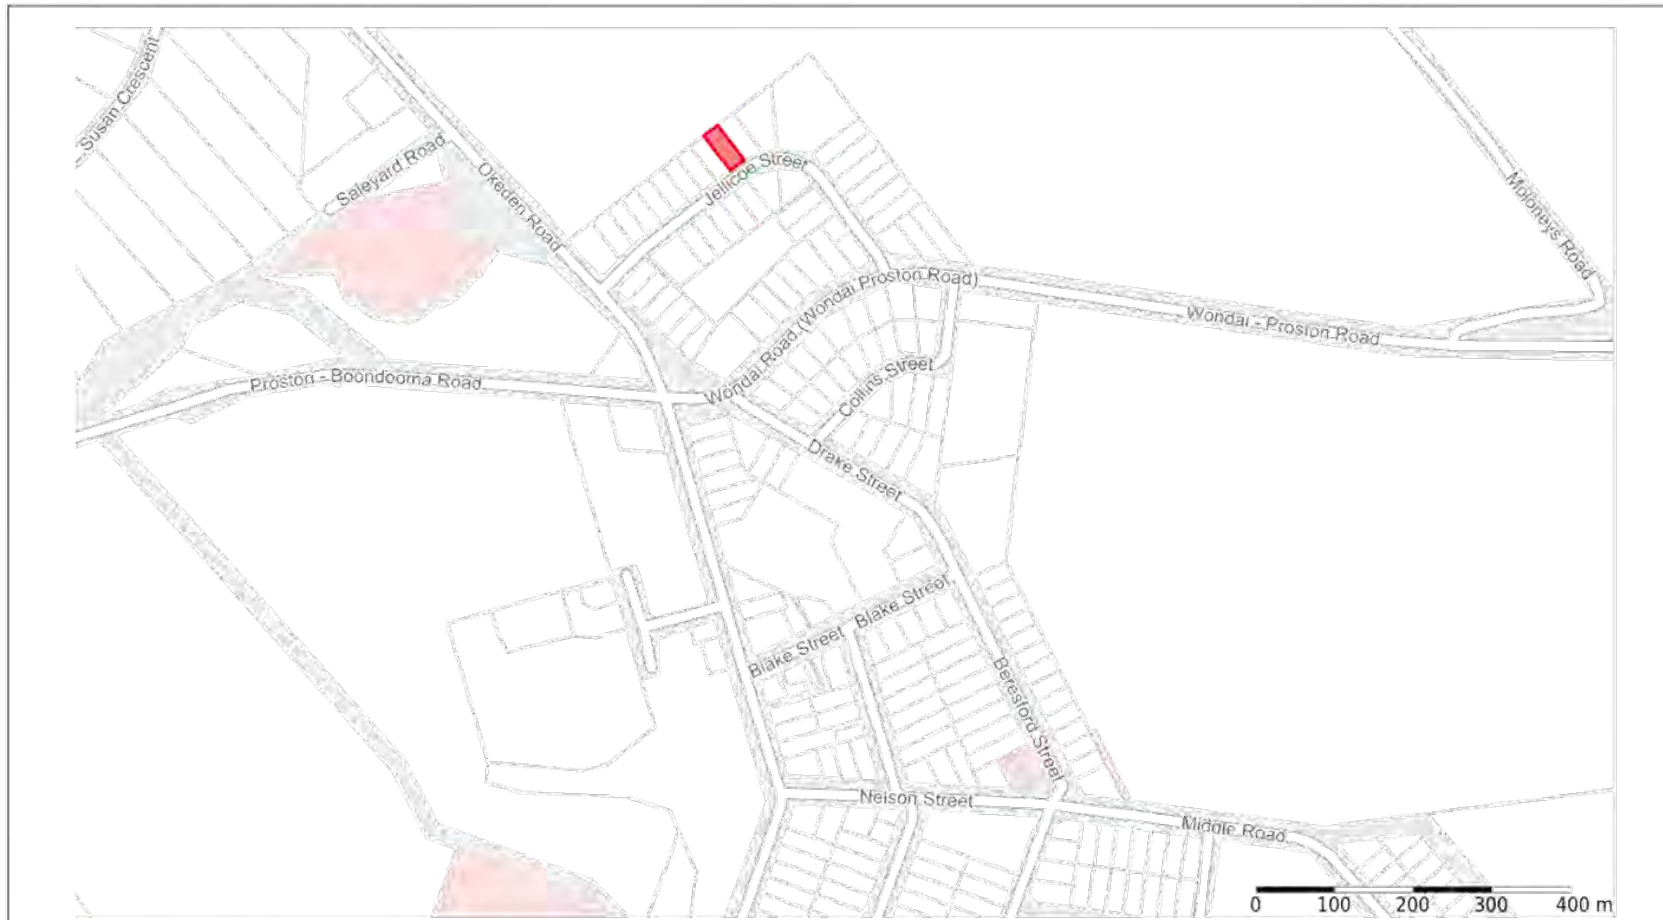 Susan Crescent
Saleyard Road
Okeden Road
Jellicoe Street
Moloneys Road
Wondai Road (Wondai Proston Road)
Wondai - Proston Road
Proston - Boondooma Road
Collins Street
Drake Street
Blake Street
Blake Street
Beresford Street
Nelson Street
Middle Road
0 100 200 300 400 m